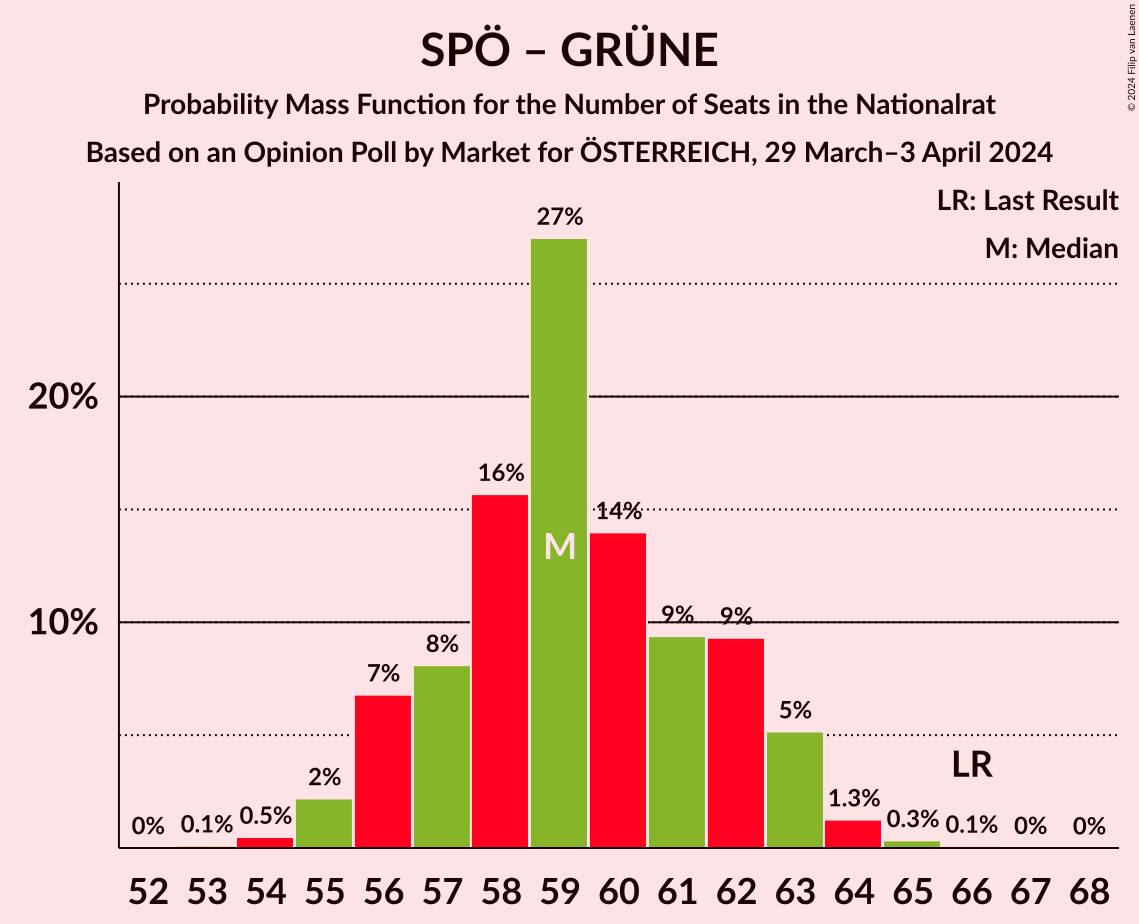 SPÖ – GRÜNE
Probability Mass Function for the Number of Seats in the Nationalrat
Based on an Opinion Poll by Market for ÖSTERREICH, 29 March–3 April 2024
© 2024 Filip van Laenen
LR: Last Result
M: Median
20%
10%
0%
0.1%
0.5%
2%
7%
8%
16%
27%
14%
9%
9%
5%
1.3%
0.3%
0.1%
0%
0%
M
LR
52 53 54 55 56 57 58 59 60 61 62 63 64 65 66 67 68